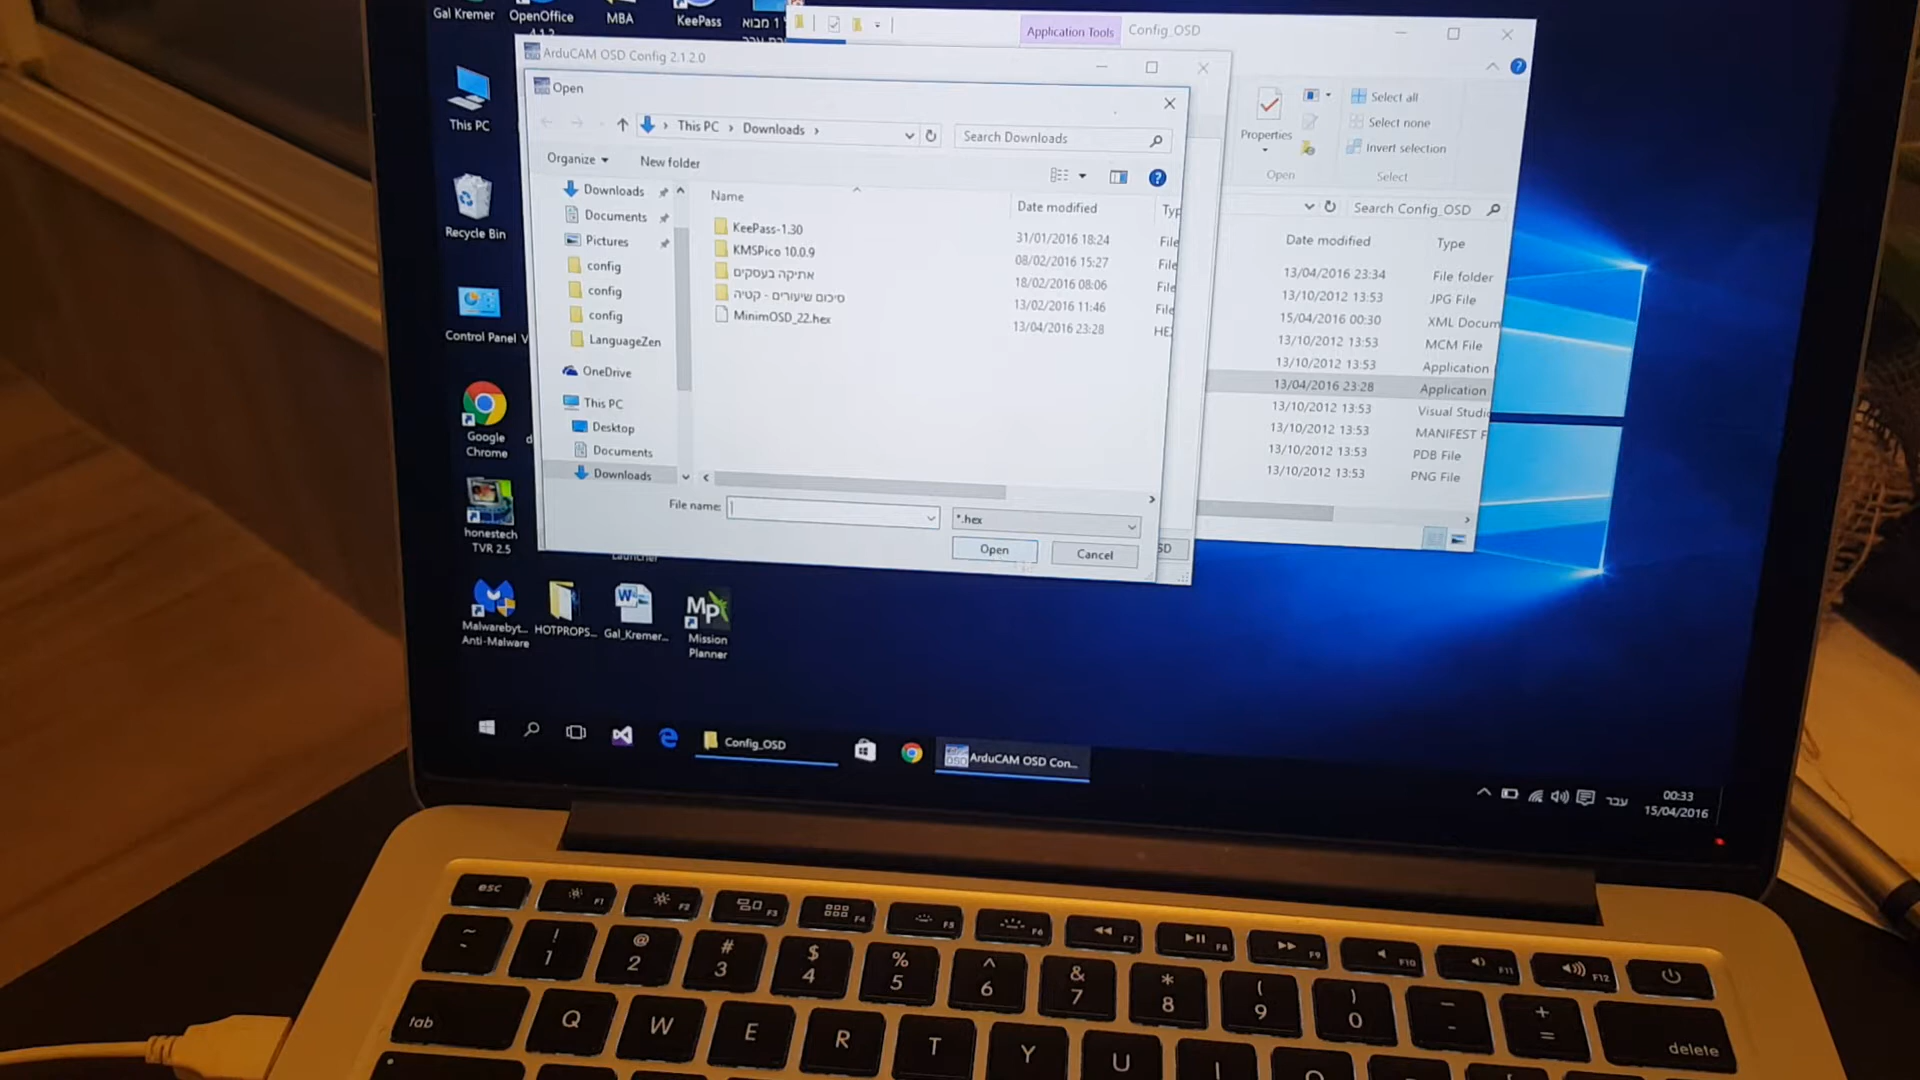 Gal Kremer
OpenOffice
4.1.2
MBA
KeePass
1 מבוא
Application Tools
Config_OSD
ArduCAM OSD Config 2.1.2.0
Open
This PC > Downloads >
Search Downloads
Organize
New folder
Downloads
Documents
Pictures
config
config
config
LanguageZen
OneDrive
This PC
Desktop
Documents
Downloads
Name
Date modified
Typ
KeePass-1.30
31/01/2016 18:24
File
KMSPico 10.0.9
08/02/2016 15:27
File
אתיקה בעסקים
18/02/2016 08:06
File
סיכום שיעורים - קטיה
13/02/2016 11:46
File
MinimOSD_22.hex
13/04/2016 23:28
HEX
File name:
*.hex
Open
Cancel
SD
Properties
Open
Select all
Select none
Invert selection
Select
Search Config_OSD
Date modified
Type
13/04/2016 23:34
File folder
13/10/2012 13:53
JPG File
15/04/2016 00:30
XML Docum
13/10/2012 13:53
MCM File
13/10/2012 13:53
Application
13/04/2016 23:28
Application
13/10/2012 13:53
Visual Studio
13/10/2012 13:53
MANIFEST F
13/10/2012 13:53
PDB File
13/10/2012 13:53
PNG File
This PC
Recycle Bin
Control Panel V
Google
Chrome
honestech
TVR 2.5
Launcher
Malwareby...
Anti-Malware
HOTPROPS...
Gal_Kremer...
Mp
Mission
Planner
Config_OSD
ArduCAM OSD Con...
עבר
00:33
15/04/2016
esc
F1
F2
F3
F4
F5
F6
F7
F8
F9
F10
F11
F12
~
! 1
@ 2
# 3
$ 4
% 5
^ 6
& 7
* 8
( 9
) 0
_ -
+ =
delete
tab
Q
W
E
R
T
Y
U
I
O